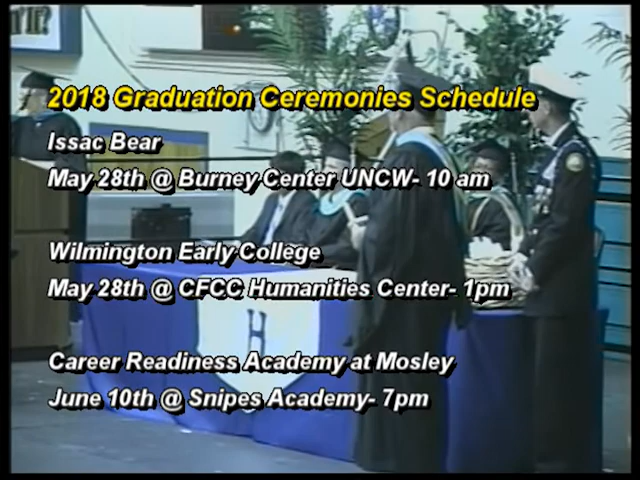 IT?
2018 Graduation Ceremonies Schedule
Issac Bear
May 28th @ Burney Center UNCW- 10 am
Wilmington Early College
May 28th @ CFCC Humanities Center- 1pm
H
Career Readiness Academy at Mosley
June 10th @ Snipes Academy- 7pm